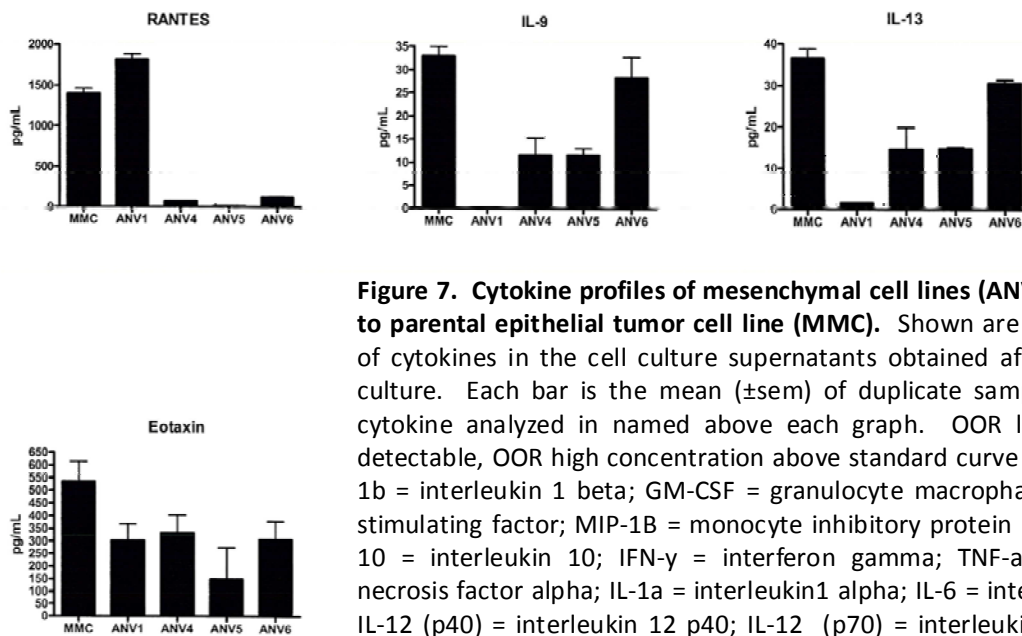 RANTES
2000
1500
1000
500
0
pg/mL
MMC ANV1 ANV4 ANV5 ANV6
IL-9
35
30
25
20
15
10
5
0
pg/mL
MMC ANV1 ANV4 ANV5 ANV6
IL-13
40
30
20
10
0
pg/mL
MMC ANV1 ANV4 ANV5 ANV6
Figure 7. Cytokine profiles of mesenchymal cell lines (AN
to parental epithelial tumor cell line (MMC). Shown are
of cytokines in the cell culture supernatants obtained af
culture. Each bar is the mean (±sem) of duplicate sam
cytokine analyzed in named above each graph. OOR l
detectable, OOR high concentration above standard curve
1b = interleukin 1 beta; GM-CSF = granulocyte macropha
stimulating factor; MIP-1B = monocyte inhibitory protein
10 = interleukin 10; IFN-y = interferon gamma; TNF-a
necrosis factor alpha; IL-1a = interleukin1 alpha; IL-6 = inte
IL-12 (p40) = interleukin 12 p40; IL-12 (p70) = interleuki
Eotaxin
650
600
550
500
450
400
350
300
250
200
150
100
50
0
pg/mL
MMC ANV1 ANV4 ANV5 ANV6